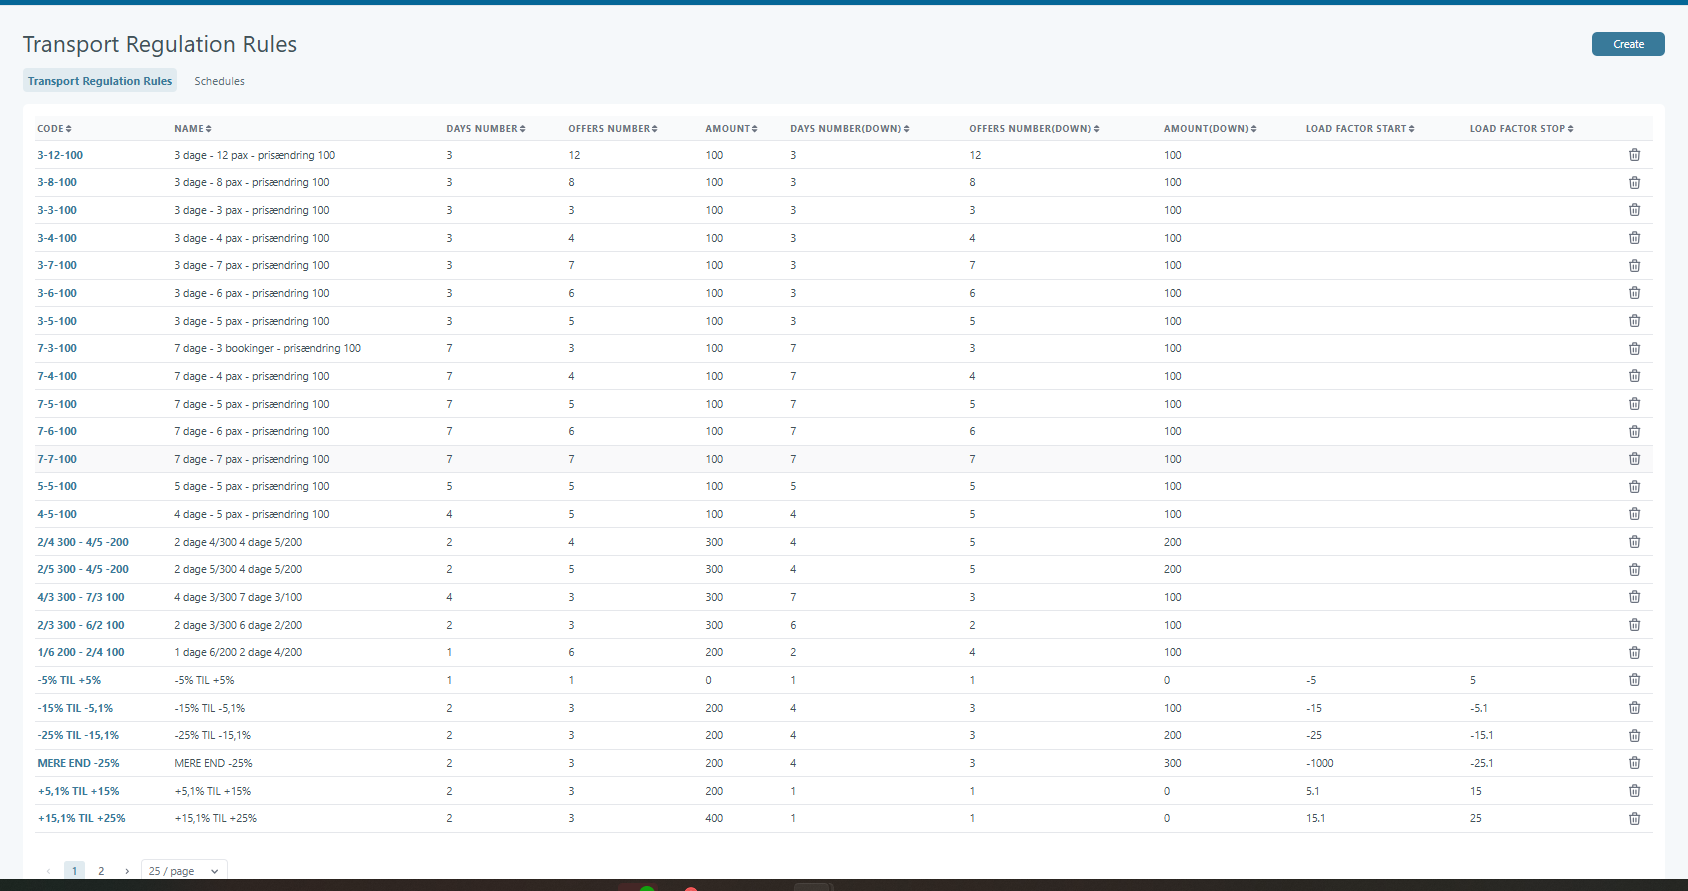 Transport Regulation Rules
Create
Transport Regulation Rules Schedules
CODE NAME DAYS NUMBER OFFERS NUMBER AMOUNT DAYS NUMBER(DOWN) OFFERS NUMBER(DOWN) AMOUNT(DOWN) LOAD FACTOR START LOAD FACTOR STOP
3-12-100 3 dage - 12 pax - prisændring 100 3 12 100 3 12 100
3-8-100 3 dage - 8 pax - prisændring 100 3 8 100 3 8 100
3-3-100 3 dage - 3 pax - prisændring 100 3 3 100 3 3 100
3-4-100 3 dage - 4 pax - prisændring 100 3 4 100 3 4 100
3-7-100 3 dage - 7 pax - prisændring 100 3 7 100 3 7 100
3-6-100 3 dage - 6 pax - prisændring 100 3 6 100 3 6 100
3-5-100 3 dage - 5 pax - prisændring 100 3 5 100 3 5 100
7-3-100 7 dage - 3 bookinger - prisændring 100 7 3 100 7 3 100
7-4-100 7 dage - 4 pax - prisændring 100 7 4 100 7 4 100
7-5-100 7 dage - 5 pax - prisændring 100 7 5 100 7 5 100
7-6-100 7 dage - 6 pax - prisændring 100 7 6 100 7 6 100
7-7-100 7 dage - 7 pax - prisændring 100 7 7 100 7 7 100
5-5-100 5 dage - 5 pax - prisændring 100 5 5 100 5 5 100
4-5-100 4 dage - 5 pax - prisændring 100 4 5 100 4 5 100
2/4 300 - 4/5 -200 2 dage 4/300 4 dage 5/200 2 4 300 4 5 200
2/5 300 - 4/5 -200 2 dage 5/300 4 dage 5/200 2 5 300 4 5 200
4/3 300 - 7/3 100 4 dage 3/300 7 dage 3/100 4 3 300 7 3 100
2/3 300 - 6/2 100 2 dage 3/300 6 dage 2/200 2 3 300 6 2 100
1/6 200 - 2/4 100 1 dage 6/200 2 dage 4/200 1 6 200 2 4 100
-5% TIL +5% -5% TIL +5% 1 1 0 1 1 0 -5 5
-15% TIL -5,1% -15% TIL -5,1% 2 3 200 4 3 100 -15 -5.1
-25% TIL -15,1% -25% TIL -15,1% 2 3 200 4 3 200 -25 -15.1
MERE END -25% MERE END -25% 2 3 200 4 3 300 -1000 -25.1
+5,1% TIL +15% +5,1% TIL +15% 2 3 200 1 1 0 5.1 15
+15,1% TIL +25% +15,1% TIL +25% 2 3 400 1 1 0 15.1 25
1 2 25 / page